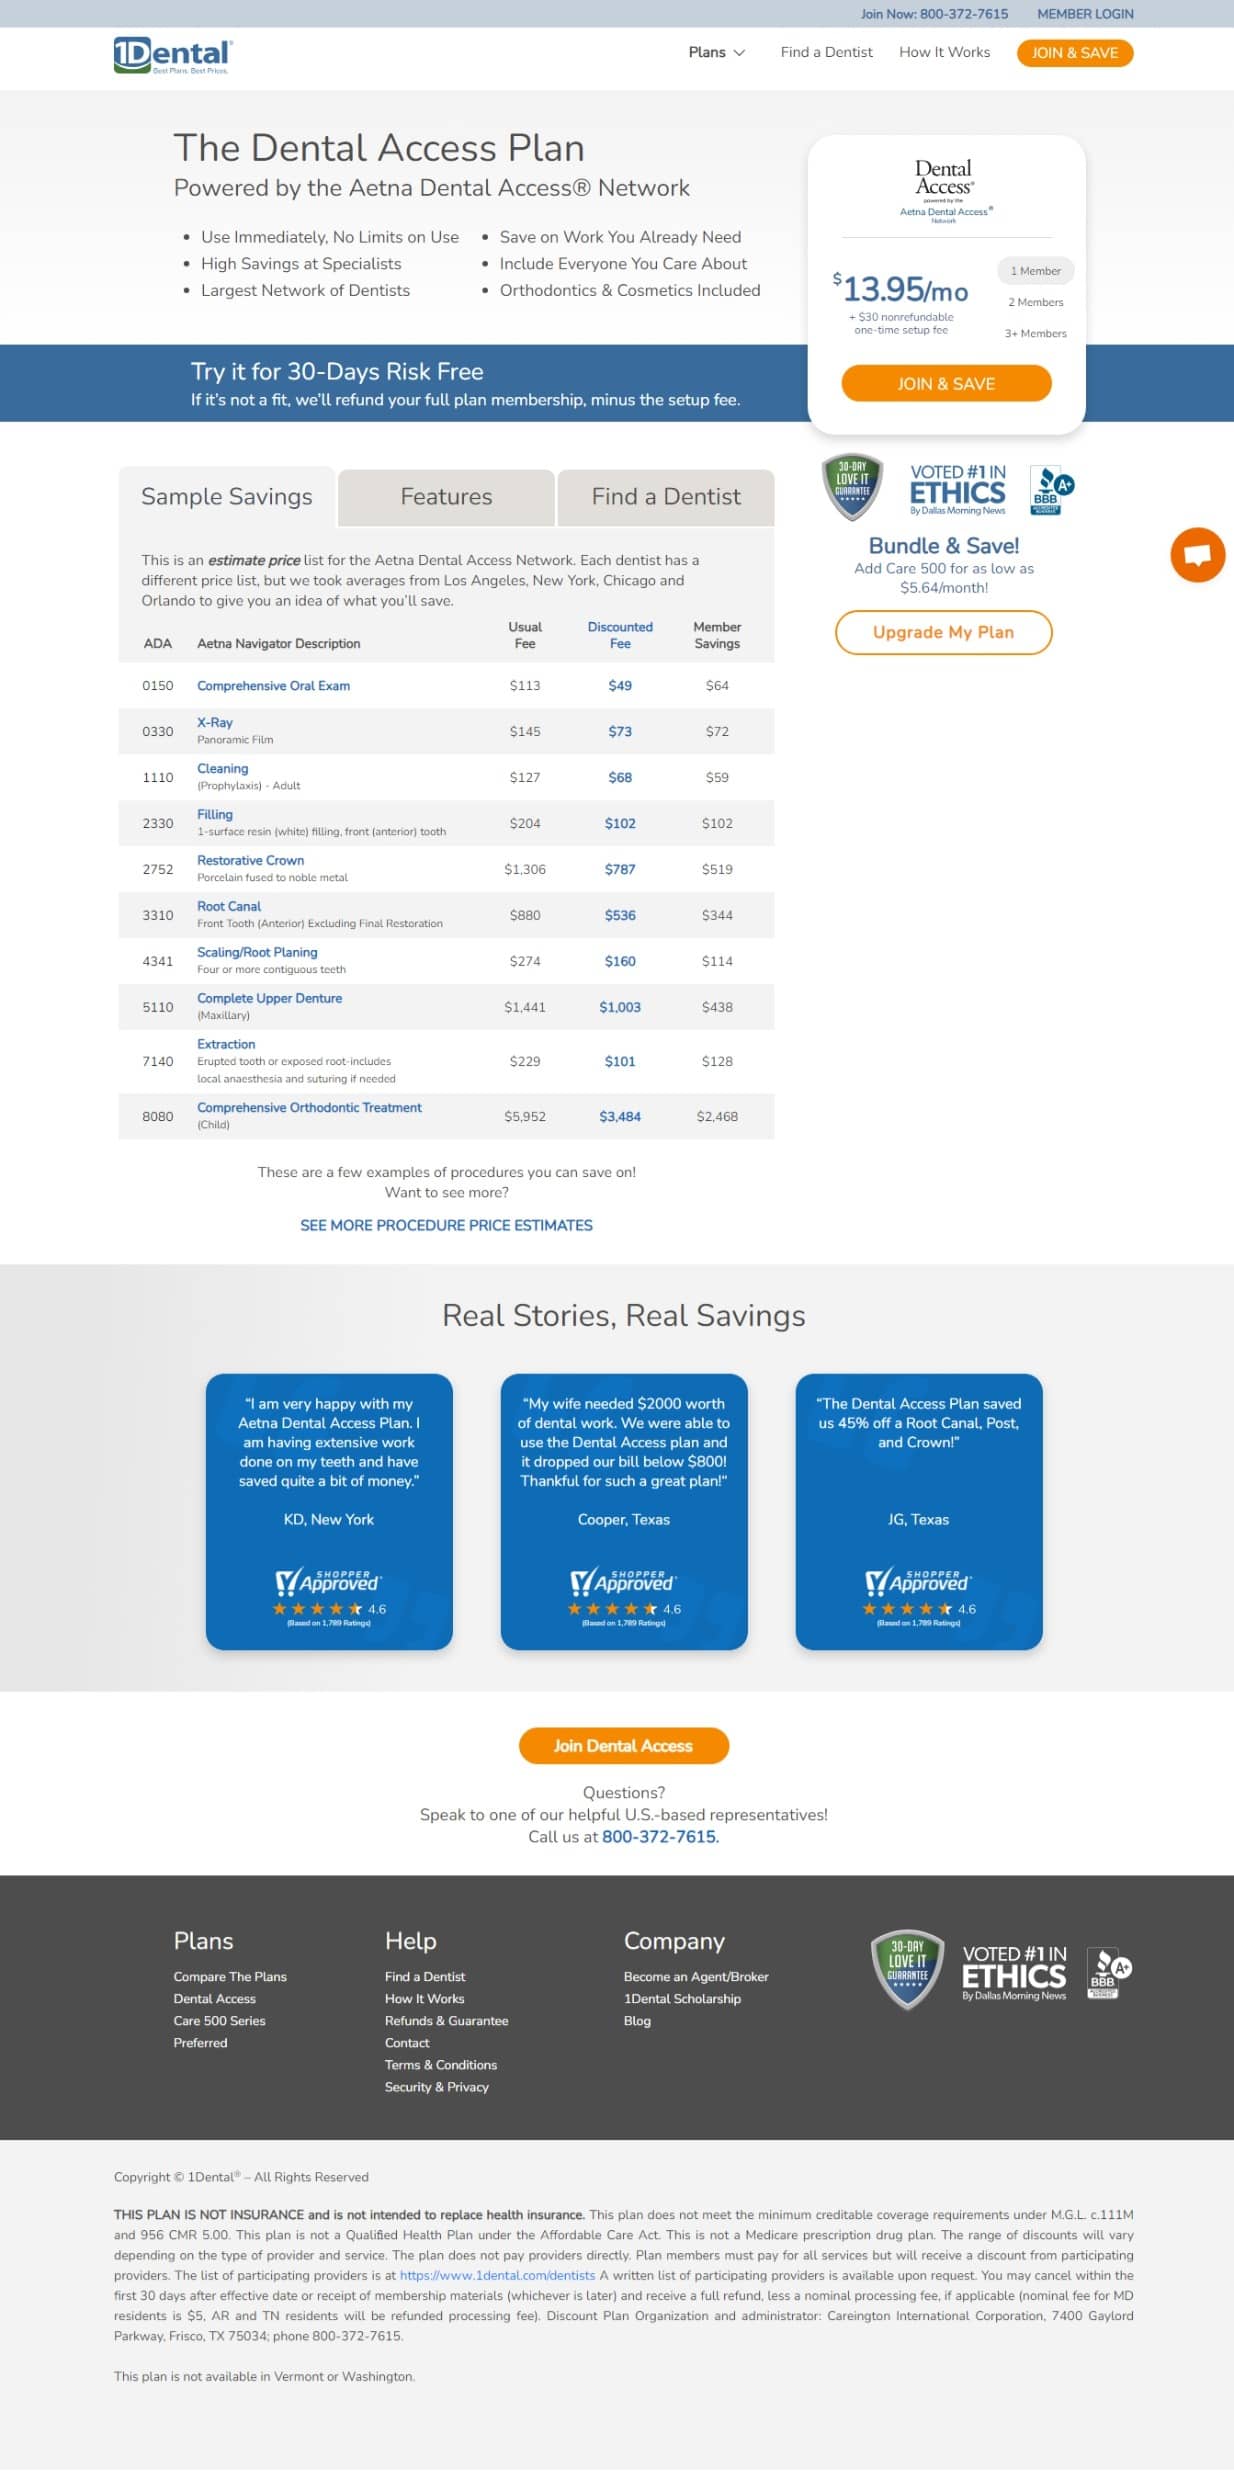 Join Now: 800-372-7615 MEMBER LOGIN
1Dental®
Best Plans. Best Prices.
Plans Find a Dentist How It Works JOIN & SAVE
The Dental Access Plan
Powered by the Aetna Dental Access® Network
• Use Immediately, No Limits on Use
• High Savings at Specialists
• Largest Network of Dentists
• Save on Work You Already Need
• Include Everyone You Care About
• Orthodontics & Cosmetics Included
Dental
Access®
powered by the
Aetna Dental Access®
Network
$13.95/mo
+ $30 nonrefundable
one-time setup fee
1 Member
2 Members
3+ Members
JOIN & SAVE
Try it for 30-Days Risk Free
If it's not a fit, we'll refund your full plan membership, minus the setup fee.
30-DAY
LOVE IT
GUARANTEE
VOTED #1 IN
ETHICS
By Dallas Morning News
BBB
A+
ACCREDITED
BUSINESS
Bundle & Save!
Add Care 500 for as low as
$5.64/month!
Upgrade My Plan
Sample Savings Features Find a Dentist
This is an estimate price list for the Aetna Dental Access Network. Each dentist has a
different price list, but we took averages from Los Angeles, New York, Chicago and
Orlando to give you an idea of what you'll save.
ADA Aetna Navigator Description Usual Fee Discounted Fee Member Savings
0150 Comprehensive Oral Exam $113 $49 $64
0330 X-Ray $145 $73 $72
Panoramic Film
1110 Cleaning $127 $68 $59
(Prophylaxis) - Adult
2330 Filling $204 $102 $102
1-surface resin (white) filling, front (anterior) tooth
2752 Restorative Crown $1,306 $787 $519
Porcelain fused to noble metal
3310 Root Canal $880 $536 $344
Front Tooth (Anterior) Excluding Final Restoration
4341 Scaling/Root Planing $274 $160 $114
Four or more contiguous teeth
5110 Complete Upper Denture $1,441 $1,003 $438
(Maxillary)
7140 Extraction $229 $101 $128
Erupted tooth or exposed root-includes
local anaesthesia and suturing if needed
8080 Comprehensive Orthodontic Treatment $5,952 $3,484 $2,468
(Child)
These are a few examples of procedures you can save on!
Want to see more?
SEE MORE PROCEDURE PRICE ESTIMATES
Real Stories, Real Savings
“I am very happy with my
Aetna Dental Access Plan. I
am having extensive work
done on my teeth and have
saved quite a bit of money.”
KD, New York
SHOPPER
Approved
4.6
(Based on 1,789 Ratings)
“My wife needed $2000 worth
of dental work. We were able to
use the Dental Access plan and
it dropped our bill below $800!
Thankful for such a great plan!"
Cooper, Texas
SHOPPER
Approved
4.6
(Based on 1,789 Ratings)
“The Dental Access Plan saved
us 45% off a Root Canal, Post,
and Crown!”
JG, Texas
SHOPPER
Approved
4.6
(Based on 1,789 Ratings)
Join Dental Access
Questions?
Speak to one of our helpful U.S.-based representatives!
Call us at 800-372-7615.
Plans
Compare The Plans
Dental Access
Care 500 Series
Preferred
Help
Find a Dentist
How It Works
Refunds & Guarantee
Contact
Terms & Conditions
Security & Privacy
Company
Become an Agent/Broker
1Dental Scholarship
Blog
30-DAY
LOVE IT
GUARANTEE
VOTED #1 IN
ETHICS
By Dallas Morning News
BBB
A+
ACCREDITED
BUSINESS
Copyright © 1Dental® – All Rights Reserved
THIS PLAN IS NOT INSURANCE and is not intended to replace health insurance. This plan does not meet the minimum creditable coverage requirements under M.G.L. c.111M
and 956 CMR 5.00. This plan is not a Qualified Health Plan under the Affordable Care Act. This is not a Medicare prescription drug plan. The range of discounts will vary
depending on the type of provider and service. The plan does not pay providers directly. Plan members must pay for all services but will receive a discount from participating
providers. The list of participating providers is at https://www.1dental.com/dentists A written list of participating providers is available upon request. You may cancel within the
first 30 days after effective date or receipt of membership materials (whichever is later) and receive a full refund, less a nominal processing fee, if applicable (nominal fee for MD
residents is $5, AR and TN residents will be refunded processing fee). Discount Plan Organization and administrator: Careington International Corporation, 7400 Gaylord
Parkway, Frisco, TX 75034; phone 800-372-7615.
This plan is not available in Vermont or Washington.